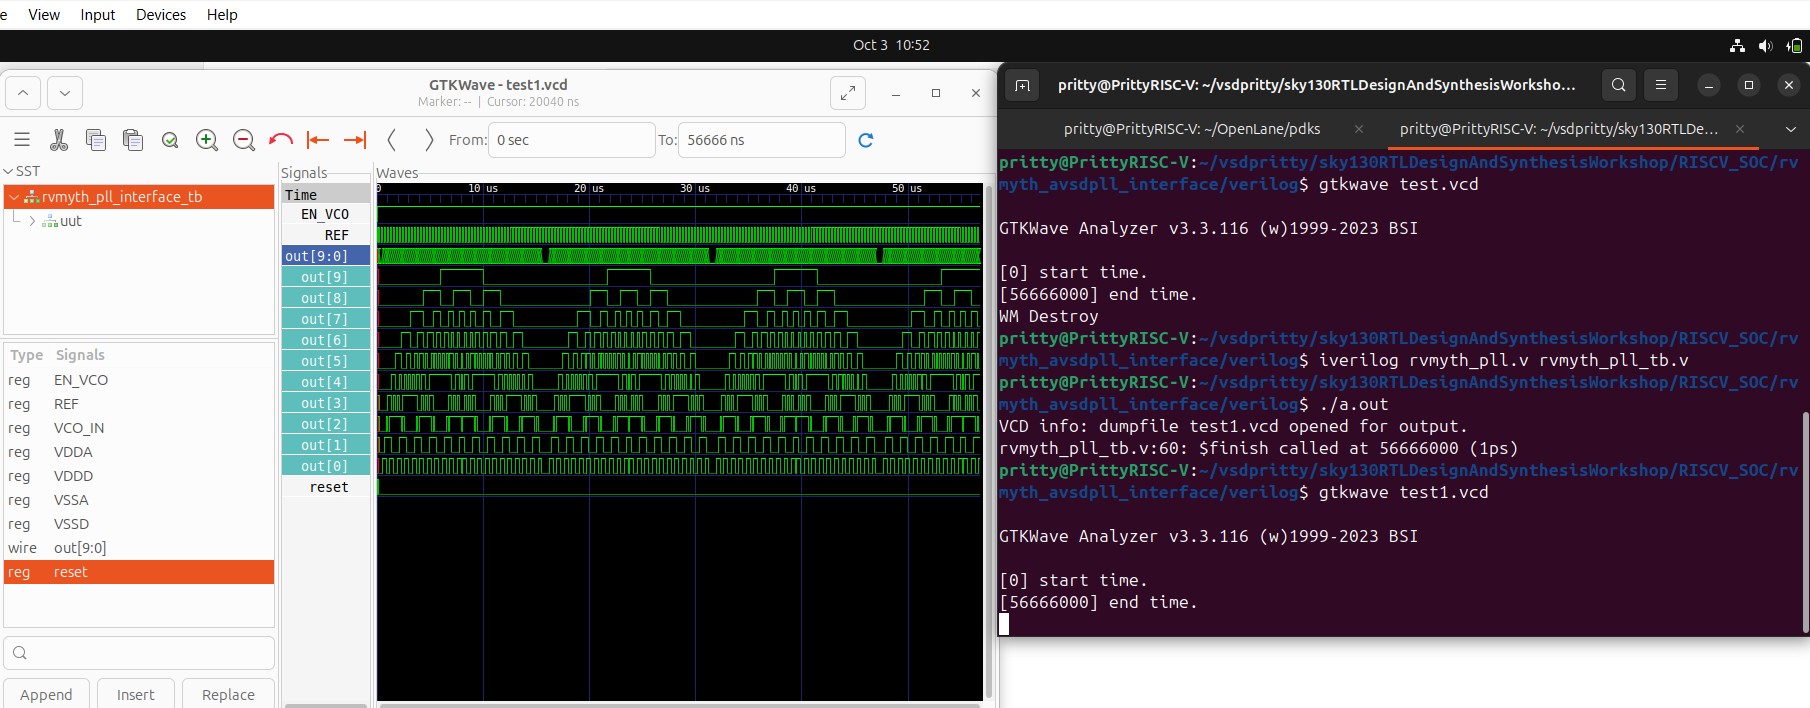 e View Input Devices Help
Oct 3 10:52
GTKWave - test1.vcd
Marker: -- | Cursor: 20040 ns
From: 0 sec To: 56666 ns
SST
rvmyth_pll_interface_tb
uut
Type Signals
reg EN_VCO
reg REF
reg VCO_IN
reg VDDA
reg VDDD
reg VSSA
reg VSSD
wire out[9:0]
reg reset
Append Insert Replace
Signals
Time
EN_VCO
REF
out[9:0]
out[9]
out[8]
out[7]
out[6]
out[5]
out[4]
out[3]
out[2]
out[1]
out[0]
reset
Waves
0 10 us 20 us 30 us 40 us 50 us
pritty@PrittyRISC-V: ~/vsdpritty/sky130RTLDesignAndSynthesisWorksho...
pritty@PrittyRISC-V: ~/OpenLane/pdks
pritty@PrittyRISC-V: ~/vsdpritty/sky130RTLDe...
pritty@PrittyRISC-V:~/vsdpritty/sky130RTLDesignAndSynthesisWorkshop/RISCV_SOC/rv
myth_avsdpll_interface/verilog$ gtkwave test.vcd
GTKWave Analyzer v3.3.116 (w)1999-2023 BSI
[0] start time.
[56666000] end time.
WM Destroy
pritty@PrittyRISC-V:~/vsdpritty/sky130RTLDesignAndSynthesisWorkshop/RISCV_SOC/rv
myth_avsdpll_interface/verilog$ iverilog rvmyth_pll.v rvmyth_pll_tb.v
pritty@PrittyRISC-V:~/vsdpritty/sky130RTLDesignAndSynthesisWorkshop/RISCV_SOC/rv
myth_avsdpll_interface/verilog$ ./a.out
VCD info: dumpfile test1.vcd opened for output.
rvmyth_pll_tb.v:60: $finish called at 56666000 (1ps)
pritty@PrittyRISC-V:~/vsdpritty/sky130RTLDesignAndSynthesisWorkshop/RISCV_SOC/rv
myth_avsdpll_interface/verilog$ gtkwave test1.vcd
GTKWave Analyzer v3.3.116 (w)1999-2023 BSI
[0] start time.
[56666000] end time.